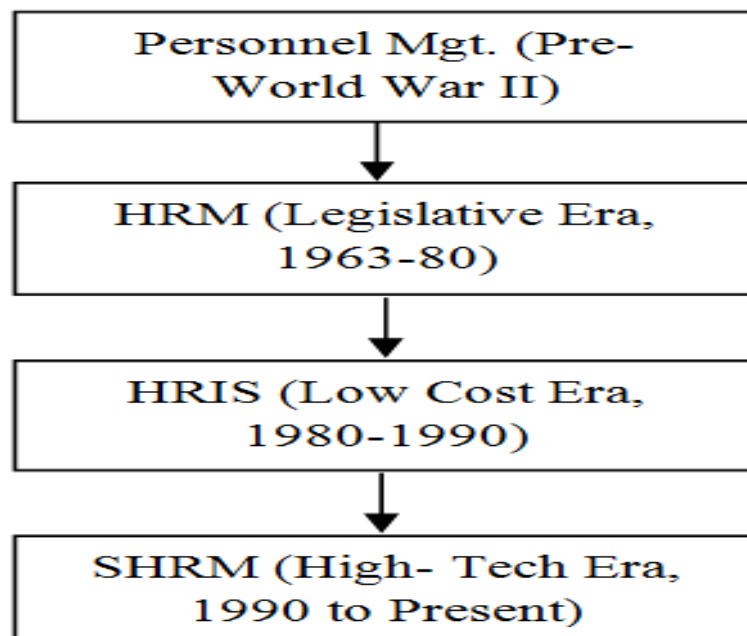 Personnel Mgt. (Pre-
World War II)
HRM (Legislative Era,
1963-80)
HRIS (Low Cost Era,
1980-1990)
SHRM (High- Tech Era,
1990 to Present)